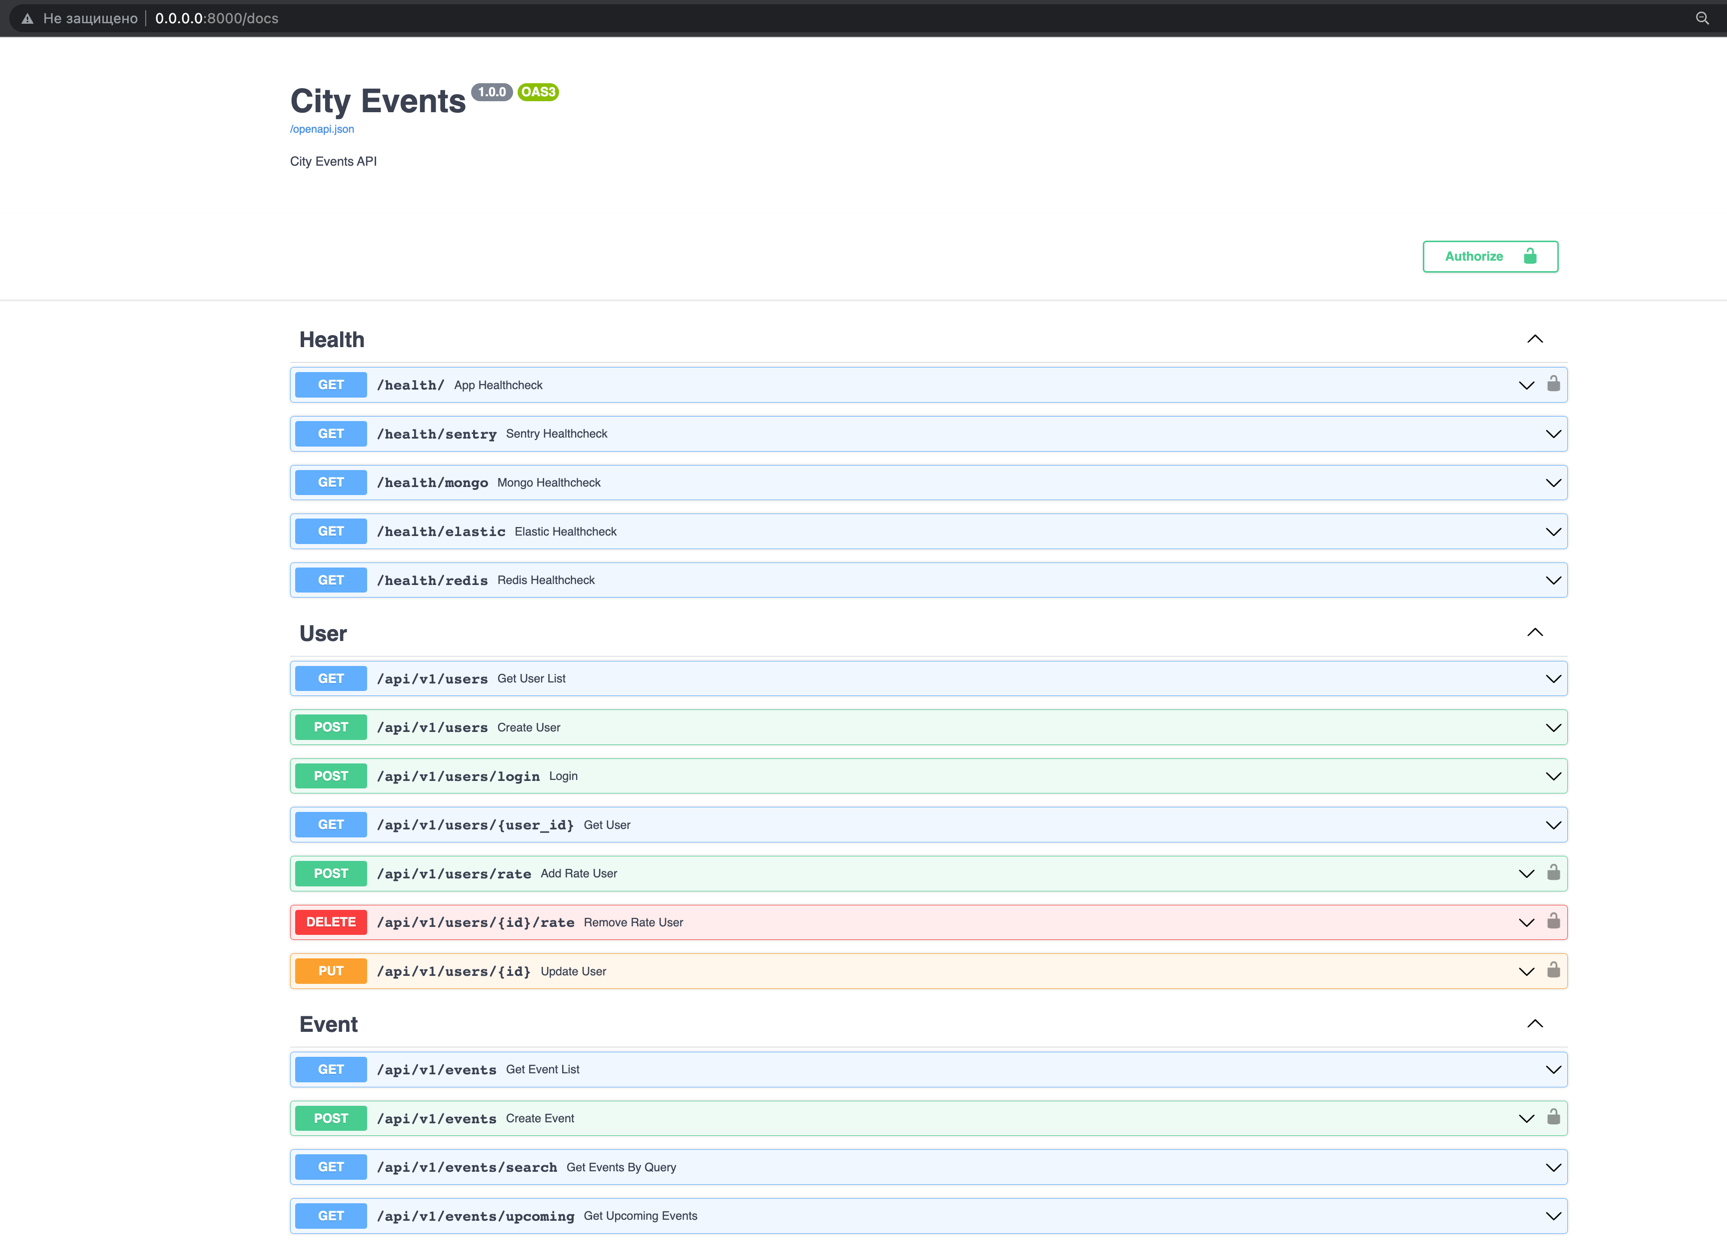 Не защищено 0.0.0.0:8000/docs
City Events 1.0.0 OAS3
/openapi.json
City Events API
Authorize
Health
GET /health/ App Healthcheck
GET /health/sentry Sentry Healthcheck
GET /health/mongo Mongo Healthcheck
GET /health/elastic Elastic Healthcheck
GET /health/redis Redis Healthcheck
User
GET /api/v1/users Get User List
POST /api/v1/users Create User
POST /api/v1/users/login Login
GET /api/v1/users/{user_id} Get User
POST /api/v1/users/rate Add Rate User
DELETE /api/v1/users/{id}/rate Remove Rate User
PUT /api/v1/users/{id} Update User
Event
GET /api/v1/events Get Event List
POST /api/v1/events Create Event
GET /api/v1/events/search Get Events By Query
GET /api/v1/events/upcoming Get Upcoming Events